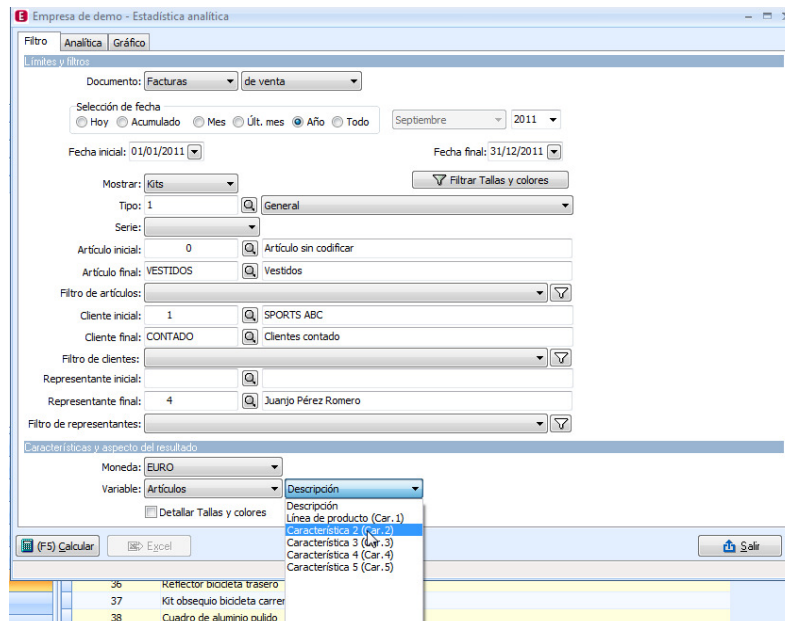 Empresa de demo - Estadística analítica
Filtro Analítica Gráfico
Límites y filtros
Documento: Facturas de venta
Selección de fecha
Hoy Acumulado Mes Últ. mes Año Todo Septiembre 2011
Fecha inicial: 01/01/2011 Fecha final: 31/12/2011
Mostrar: Kits Filtrar Tallas y colores
Tipo: 1 General
Serie:
Artículo inicial: 0 Artículo sin codificar
Artículo final: VESTIDOS Vestidos
Filtro de artículos:
Cliente inicial: 1 SPORTS ABC
Cliente final: CONTADO Clientes contado
Filtro de clientes:
Representante inicial:
Representante final: 4 Juanjo Pérez Romero
Filtro de representantes:
Características y aspecto del resultado
Moneda: EURO
Variable: Artículos Descripción
Detallar Tallas y colores
Descripción
Línea de producto (Car.1)
Característica 2 (Car.2)
Característica 3 (Car.3)
Característica 4 (Car.4)
Característica 5 (Car.5)
(F5) Calcular Excel Salir
36 Reflector bicicleta trasero
37 Kit obsequio bicicleta carrer
38 Cuadro de aluminio pulido